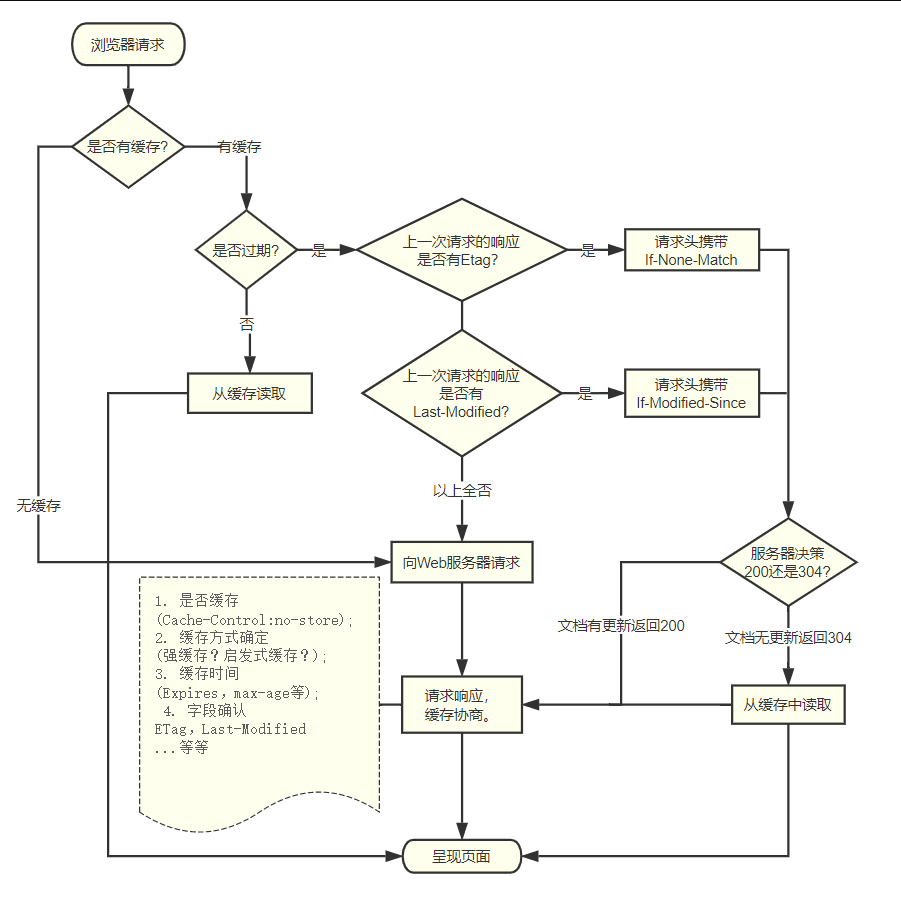 浏览器请求
是否有缓存?
有缓存
是否过期?
是
上一次请求的响应
是否有Etag?
是
请求头携带
If-None-Match
否
从缓存读取
上一次请求的响应
是否有
Last-Modified?
是
请求头携带
If-Modified-Since
无缓存
以上全否
向Web服务器请求
服务器决策
200还是304?
1. 是否缓存
(Cache-Control:no-store);
2. 缓存方式确定
(强缓存？启发式缓存？);
3. 缓存时间
(Expires，max-age等);
4. 字段确认
ETag，Last-Modified
...等等
文档有更新返回200
文档无更新返回304
请求响应，
缓存协商。
从缓存中读取
呈现页面